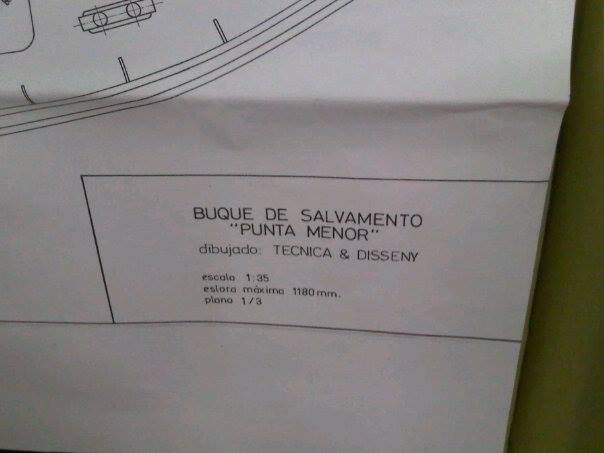 BUQUE DE SALVAMENTO
"PUNTA MENOR"
dibujado: TECNICA & DISSENY
escala 1:35
eslora máxima 1180 mm.
plano 1/3